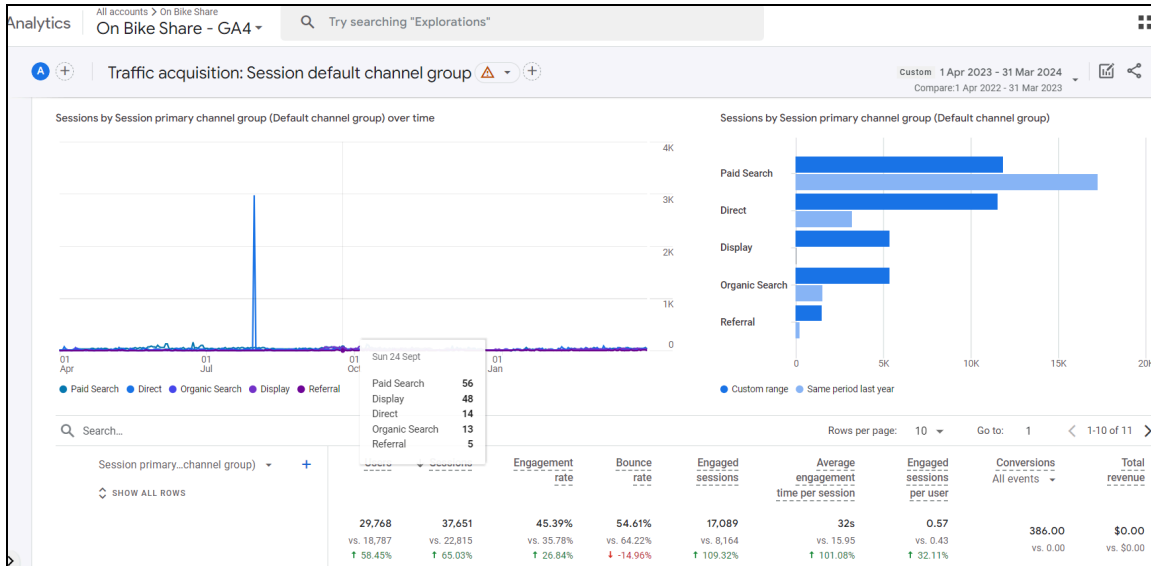 Analytics
All accounts > On Bike Share
On Bike Share - GA4
Try searching "Explorations"
A
Traffic acquisition: Session default channel group
Custom 1 Apr 2023 - 31 Mar 2024
Compare:1 Apr 2022 - 31 Mar 2023
Sessions by Session primary channel group (Default channel group) over time
4K
3K
2K
1K
0
01 Apr
01 Jul
01 Oct
01 Jan
Paid Search Direct Organic Search Display Referral
Sun 24 Sept
Paid Search 56
Display 48
Direct 14
Organic Search 13
Referral 5
Sessions by Session primary channel group (Default channel group)
Paid Search
Direct
Display
Organic Search
Referral
0 5K 10K 15K 20K
Custom range Same period last year
Search...
Rows per page: 10 Go to: 1 1-10 of 11
Session primary...channel group) +
SHOW ALL ROWS
Users Sessions Engagement rate Bounce rate Engaged sessions Average engagement time per session Engaged sessions per user Conversions All events Total revenue
29,768 37,651 45.39% 54.61% 17,089 32s 0.57 386.00 $0.00
vs. 18,787 vs. 22,815 vs. 35.78% vs. 64.22% vs. 8,164 vs. 15.95 vs. 0.43 vs. 0.00 vs. $0.00
↑ 58.45% ↑ 65.03% ↑ 26.84% ↓ -14.96% ↑ 109.32% ↑ 101.08% ↑ 32.11%